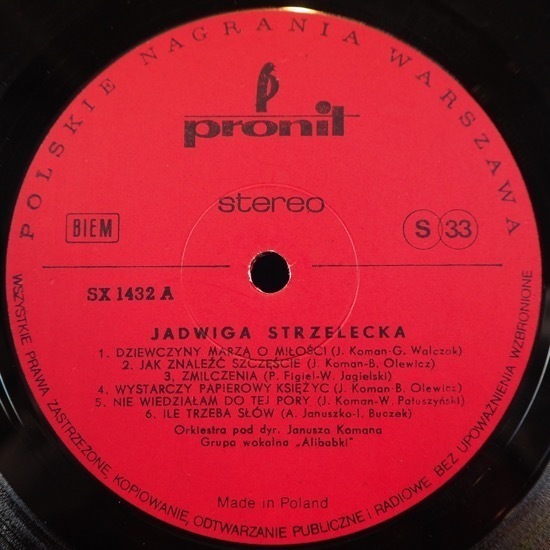 POLSKIE NAGRANIA WARSZAWA
pronit
stereo
BIEM
S 33
SX 1432 A
JADWIGA STRZELECKA
1. DZIEWCZYNY MARZĄ O MIŁOŚCI (J. Koman-G. Walczak)
2. JAK ZNALEŹĆ SZCZĘŚCIE (J. Koman-B. Olewicz)
3. ZMILCZENIA (P. Figiel-W. Jagielski)
4. WYSTARCZY PAPIEROWY KSIĘŻYC (J. Koman-B. Olewicz)
5. NIE WIEDZIAŁAM DO TEJ PORY (J. Koman-W. Patuszyński)
6. ILE TRZEBA SŁÓW (A. Januszko-I. Buczek)
Orkiestra pod dyr. Janusza Komana
Grupa wokalna „Alibabki"
Made in Poland
WSZYSTKIE PRAWA ZASTRZEŻONE, KOPIOWANIE, ODTWARZANIE PUBLICZNE i RADIOWE BEZ UPOWAŻNIENIA WZBRONIONE